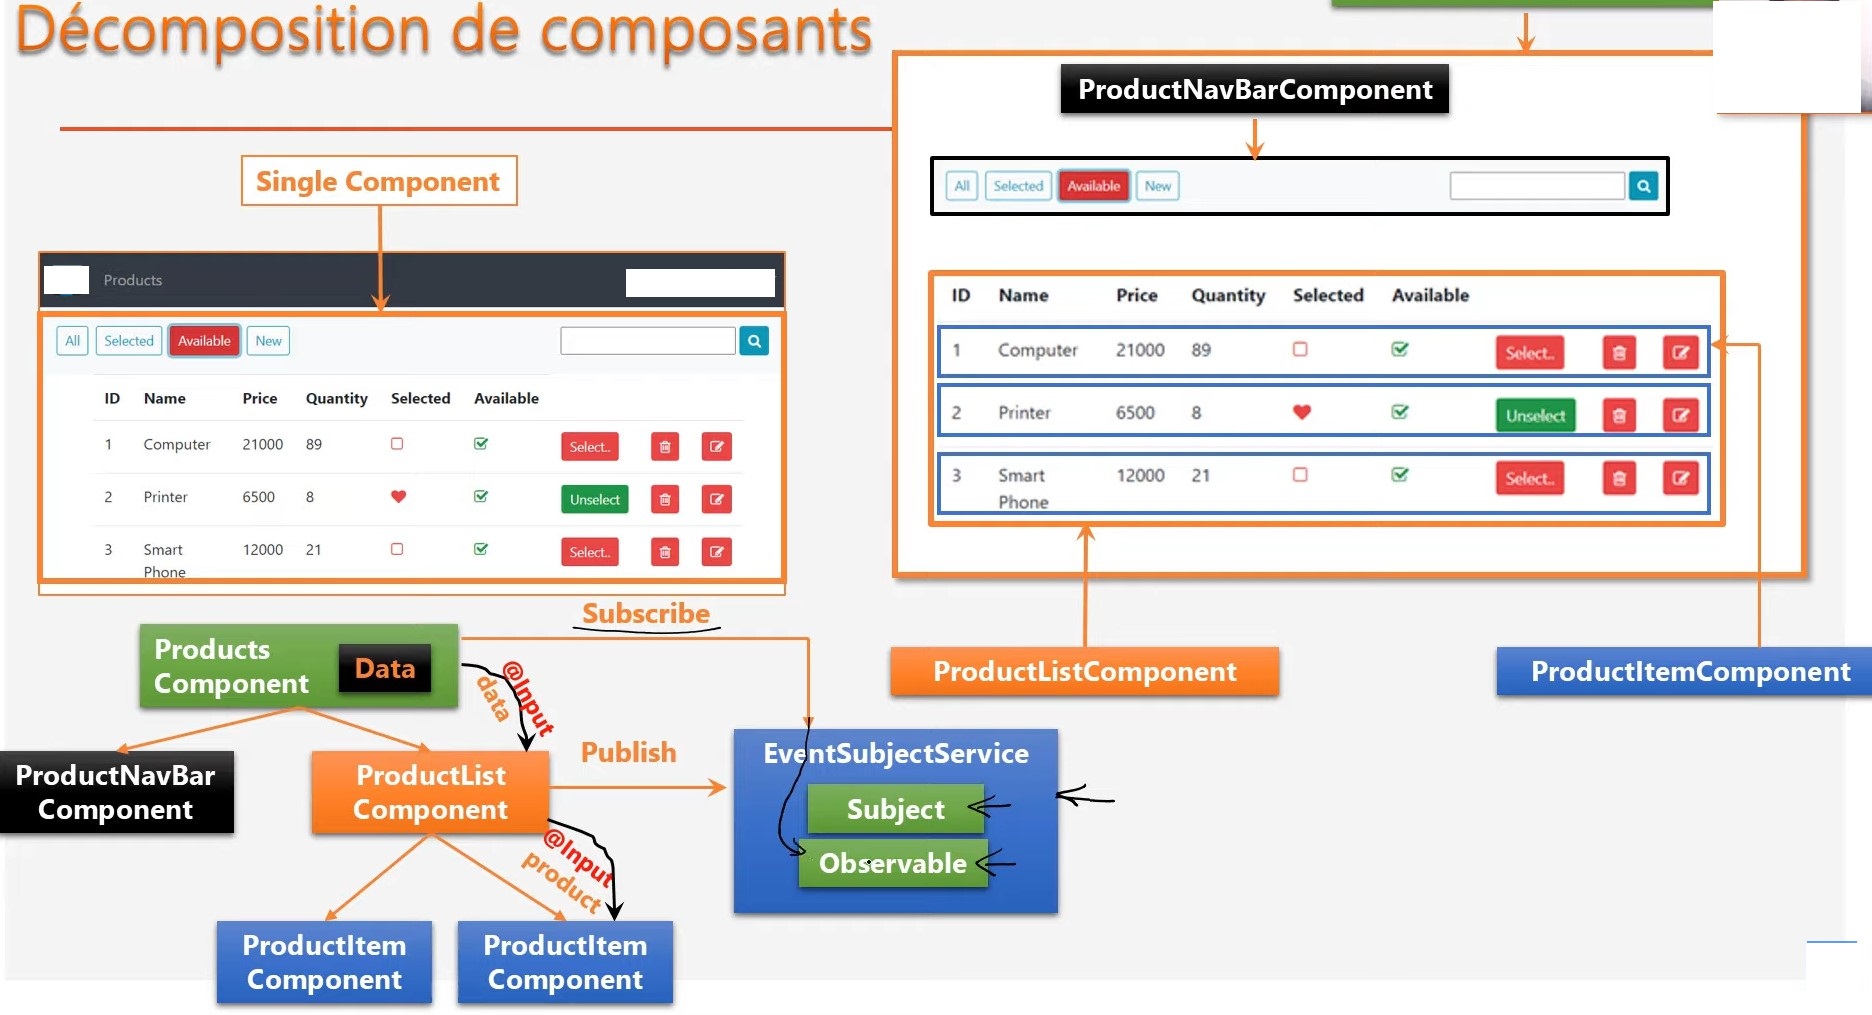 Décomposition de composants
ProductNavBarComponent
All Selected Available New
Single Component
Products
All Selected Available New
ID Name Price Quantity Selected Available
1 Computer 21000 89 Select..
2 Printer 6500 8 Unselect
3 Smart Phone 12000 21 Select..
ID Name Price Quantity Selected Available
1 Computer 21000 89 Select..
2 Printer 6500 8 Unselect
3 Smart Phone 12000 21 Select..
Subscribe
Products
Component
Data
@Input
data
ProductListComponent
ProductItemComponent
ProductNavBar
Component
ProductList
Component
Publish
EventSubjectService
Subject
Observable
@Input
product
ProductItem
Component
ProductItem
Component